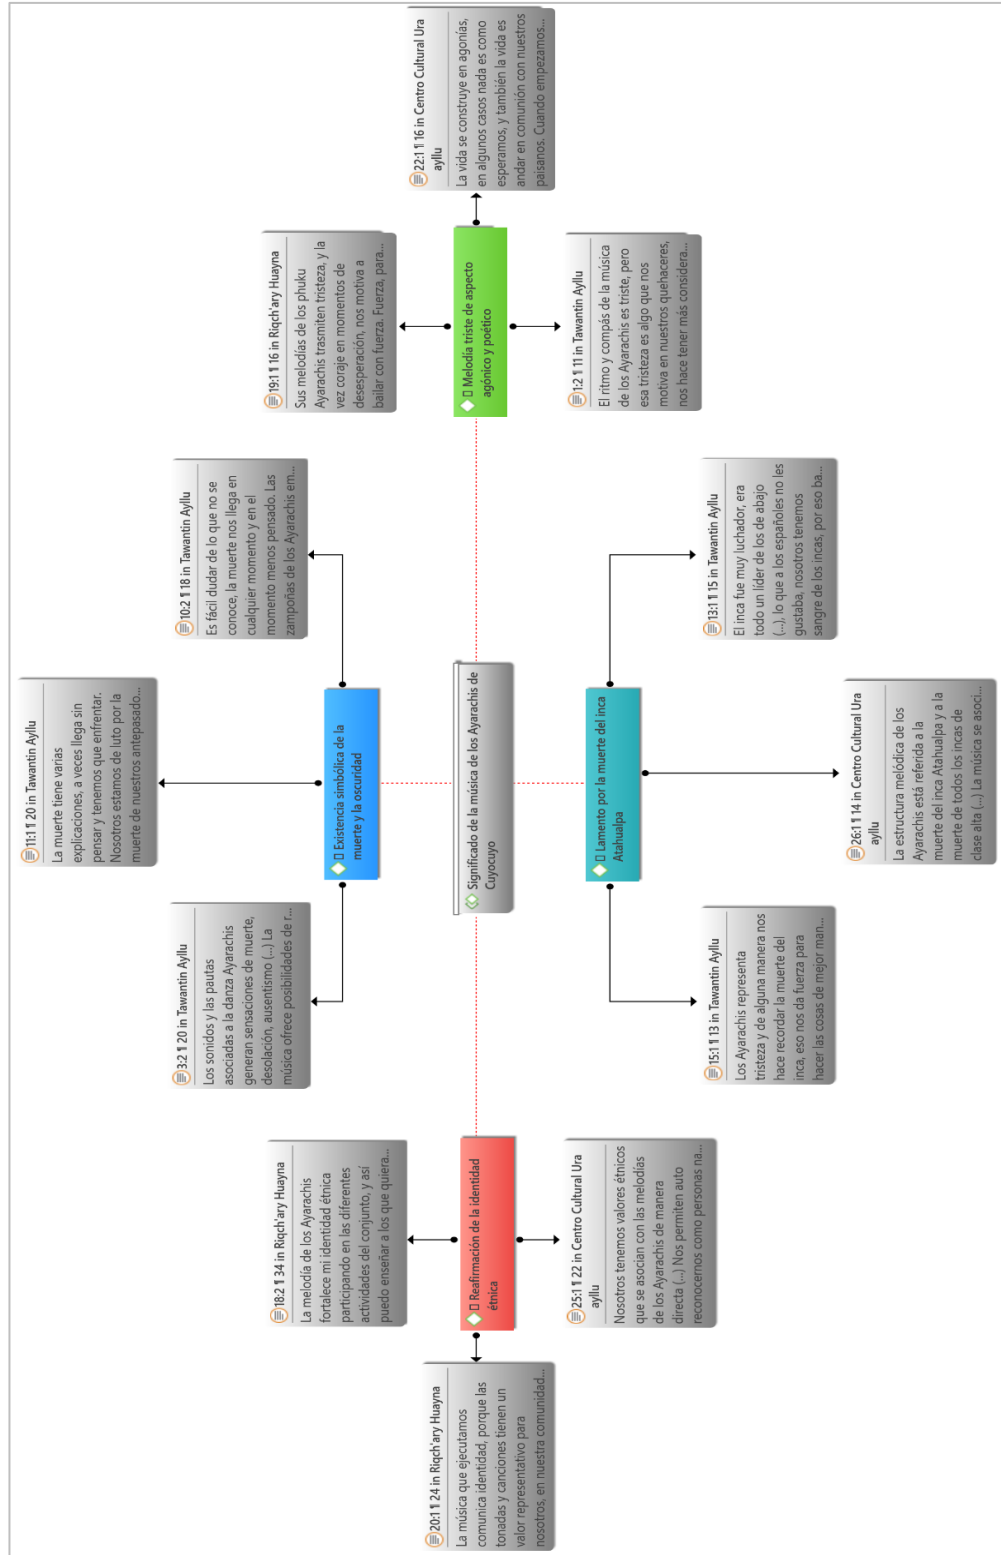 11:1 ¶ 20 in Tawantin Ayllu
La muerte tiene varias
explicaciones, a veces llega sin
pensar y tenemos que enfrentar.
Nosotros estamos de luto por la
muerte de nuestros antepasado...
3:2 ¶ 20 in Tawantin Ayllu
Los sonidos y las pautas
asociadas a la danza Ayarachis
generan sensaciones de muerte,
desolación, ausentismo (...) La
música ofrece posibilidades de r...
10:2 ¶ 18 in Tawantin Ayllu
Es fácil dudar de lo que no se
conoce, la muerte nos llega en
cualquier momento y en el
momento menos pensado. Las
zampoñas de los Ayarachis em...
Existencia simbólica de la
muerte y la oscuridad
18:2 ¶ 34 in Riqch'ary Huayna
La melodía de los Ayarachis
fortalece mi identidad étnica
participando en las diferentes
actividades del conjunto, y así
puedo enseñar a los que quiera...
19:1 ¶ 16 in Riqch'ary Huayna
Sus melodías de los phuku
Ayarachis trasmiten tristeza, y la
vez coraje en momentos de
desesperación, nos motiva a
bailar con fuerza. Fuerza, para...
20:1 ¶ 24 in Riqch'ary Huayna
La música que ejecutamos
comunica identidad, porque las
tonadas y canciones tienen un
valor representativo para
nosotros, en nuestra comunidad...
Reafirmación de la identidad
étnica
Significado de la música de los Ayarachis de
Cuyocuyo
Melodía triste de aspecto
agónico y poético
22:1 ¶ 16 in Centro Cultural Ura
ayllu
La vida se construye en agonías,
en algunos casos nada es como
esperamos, y también la vida es
andar en comunión con nuestros
paisanos. Cuando empezamos...
25:1 ¶ 22 in Centro Cultural Ura
ayllu
Nosotros tenemos valores étnicos
que se asocian con las melodías
de los Ayarachis de manera
directa (...) Nos permiten auto
reconocernos como personas na...
Lamento por la muerte del inca
Atahualpa
1:2 ¶ 11 in Tawantin Ayllu
El ritmo y compás de la música
de los Ayarachis es triste, pero
esa tristeza es algo que nos
motiva en nuestros quehaceres,
nos hace tener más considera...
15:1 ¶ 13 in Tawantin Ayllu
Los Ayarachis representa
tristeza y de alguna manera nos
hace recordar la muerte del
inca, eso nos da fuerza para
hacer las cosas de mejor man...
13:1 ¶ 15 in Tawantin Ayllu
El inca fue muy luchador, era
todo un líder de los de abajo
(...), lo que a los españoles no les
gustaba, nosotros tenemos
sangre de los incas, por eso ba...
26:1 ¶ 14 in Centro Cultural Ura
ayllu
La estructura melódica de los
Ayarachis está referida a la
muerte del inca Atahualpa y a la
muerte de todos los incas de
clase alta (...) La música se asoci...